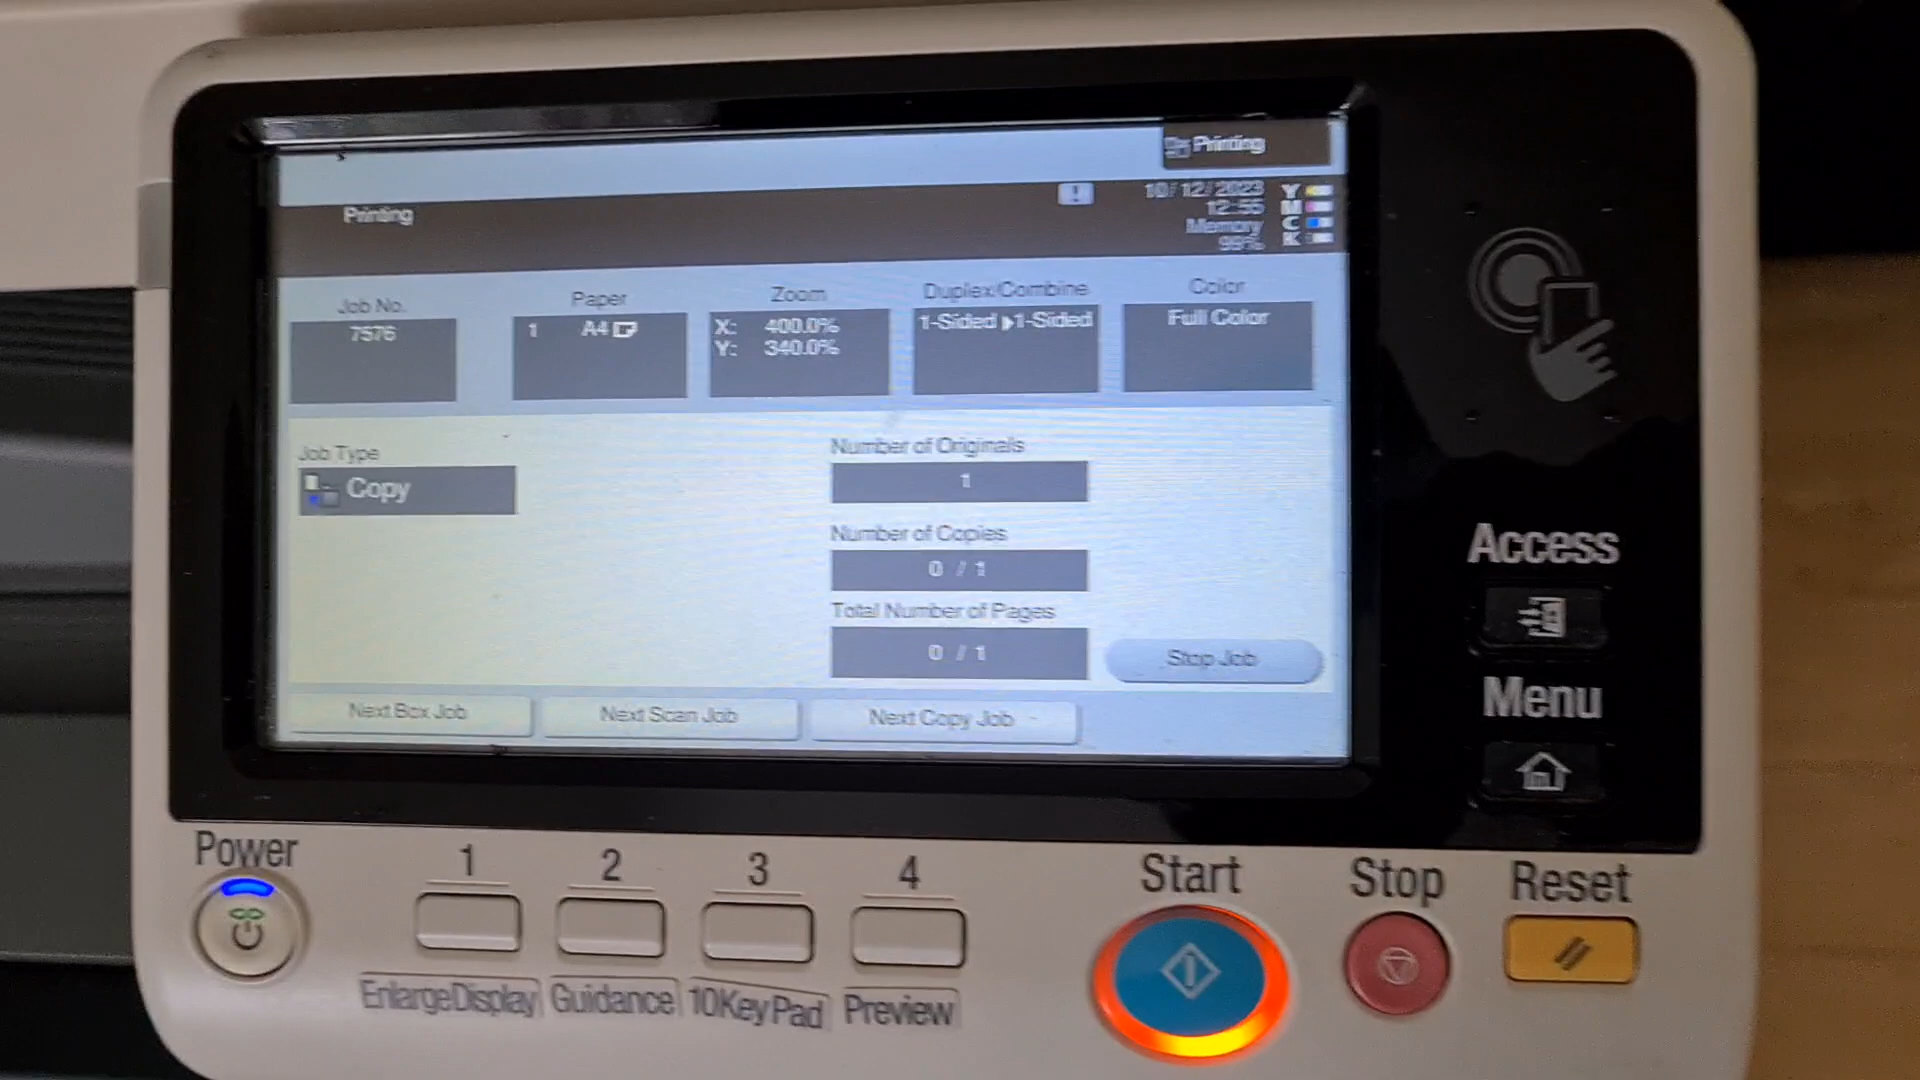 Printing
Printing
10/12/2023
12:55
Memory
99%
Y
M
C
K
Job No.
7576
Paper
1 A4
Zoom
X: 400.0%
Y: 340.0%
Duplex/Combine
1-Sided 1-Sided
Color
Full Color
Job Type
Copy
Number of Originals
1
Number of Copies
0 / 1
Total Number of Pages
0 / 1
Stop Job
Next Box Job
Next Scan Job
Next Copy Job
Access
Menu
Power
1
2
3
4
Start
Stop
Reset
Enlarge Display
Guidance
10 Key Pad
Preview